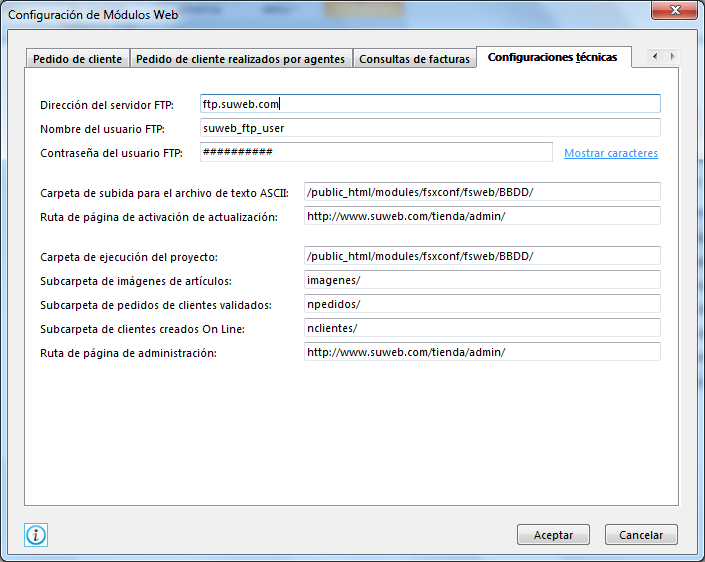 Configuración de Módulos Web
Pedido de cliente Pedido de cliente realizados por agentes Consultas de facturas Configuraciones técnicas
Dirección del servidor FTP: ftp.suweb.com
Nombre del usuario FTP: suweb_ftp_user
Contraseña del usuario FTP: ########## Mostrar caracteres
Carpeta de subida para el archivo de texto ASCII: /public_html/modules/fsxconf/fsweb/BBDD/
Ruta de página de activación de actualización: http://www.suweb.com/tienda/admin/
Carpeta de ejecución del proyecto: /public_html/modules/fsxconf/fsweb/BBDD/
Subcarpeta de imágenes de artículos: imagenes/
Subcarpeta de pedidos de clientes validados: npedidos/
Subcarpeta de clientes creados On Line: nclientes/
Ruta de página de administración: http://www.suweb.com/tienda/admin/
Aceptar Cancelar